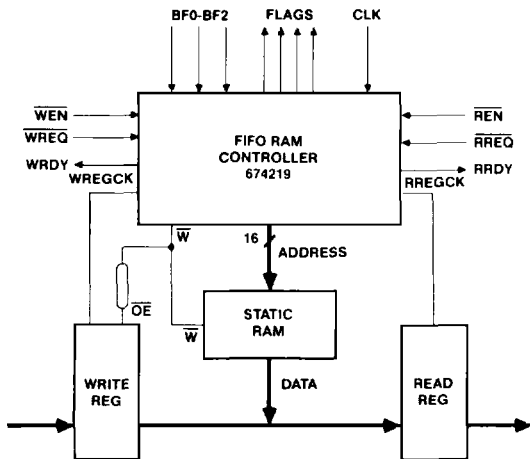 BF0-BF2
FLAGS
CLK
WEN
WREQ
WRDY
WREGCK
FIFO RAM
CONTROLLER
674219
REN
RREQ
RRDY
RREGCK
W
16
ADDRESS
OE
W
STATIC
RAM
WRITE
REG
DATA
READ
REG